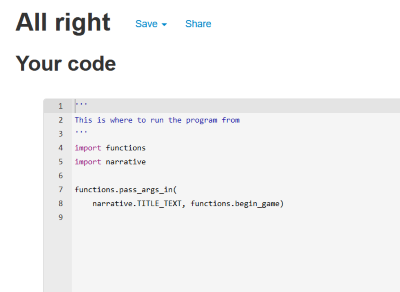 All right Save Share
Your code
1 '''
2 This is where to run the program from
3 '''
4 import functions
5 import narrative
6
7 functions.pass_args_in(
8     narrative.TITLE_TEXT, functions.begin_game)
9